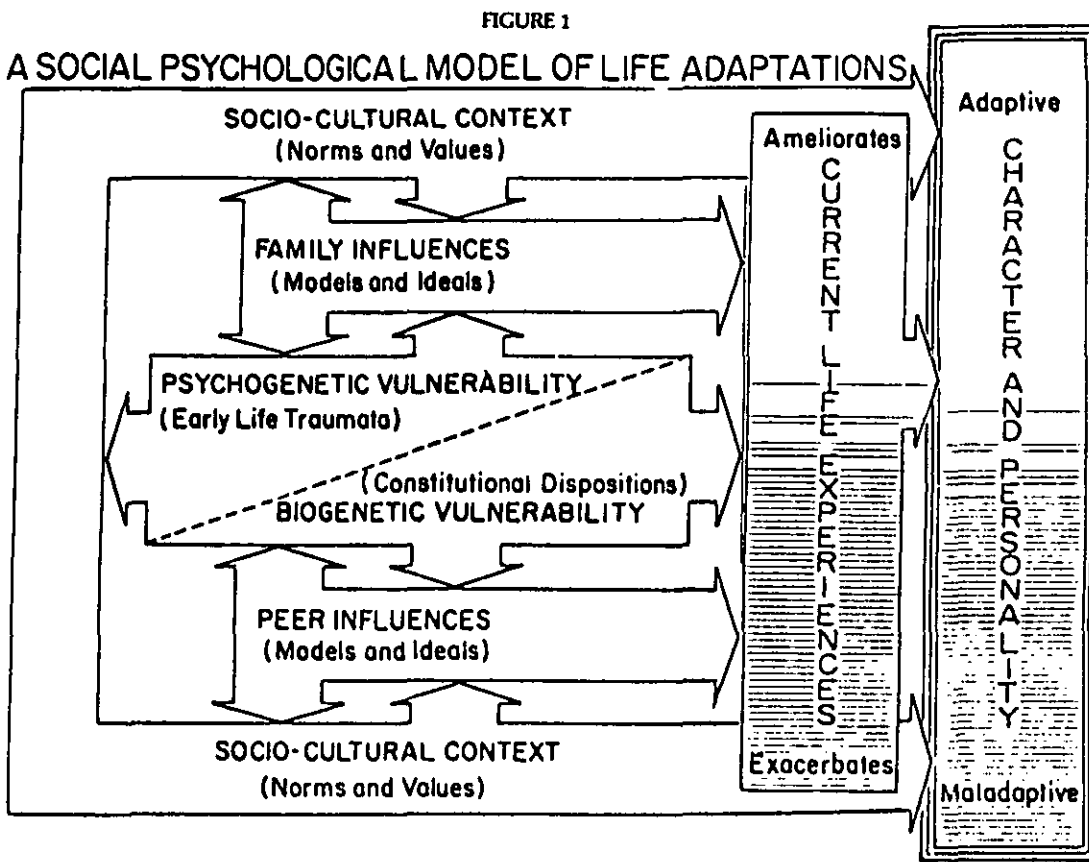 FIGURE 1
A SOCIAL PSYCHOLOGICAL MODEL OF LIFE ADAPTATIONS
SOCIO-CULTURAL CONTEXT
(Norms and Values)
FAMILY INFLUENCES
(Models and Ideals)
PSYCHOGENETIC VULNERABILITY
(Early Life Traumata)
(Constitutional Dispositions)
BIOGENETIC VULNERABILITY
PEER INFLUENCES
(Models and Ideals)
SOCIO-CULTURAL CONTEXT
(Norms and Values)
Ameliorates
CURRENT LIFE EXPERIENCES
Exacerbates
Adaptive
CHARACTER AND PERSONALITY
Maladaptive